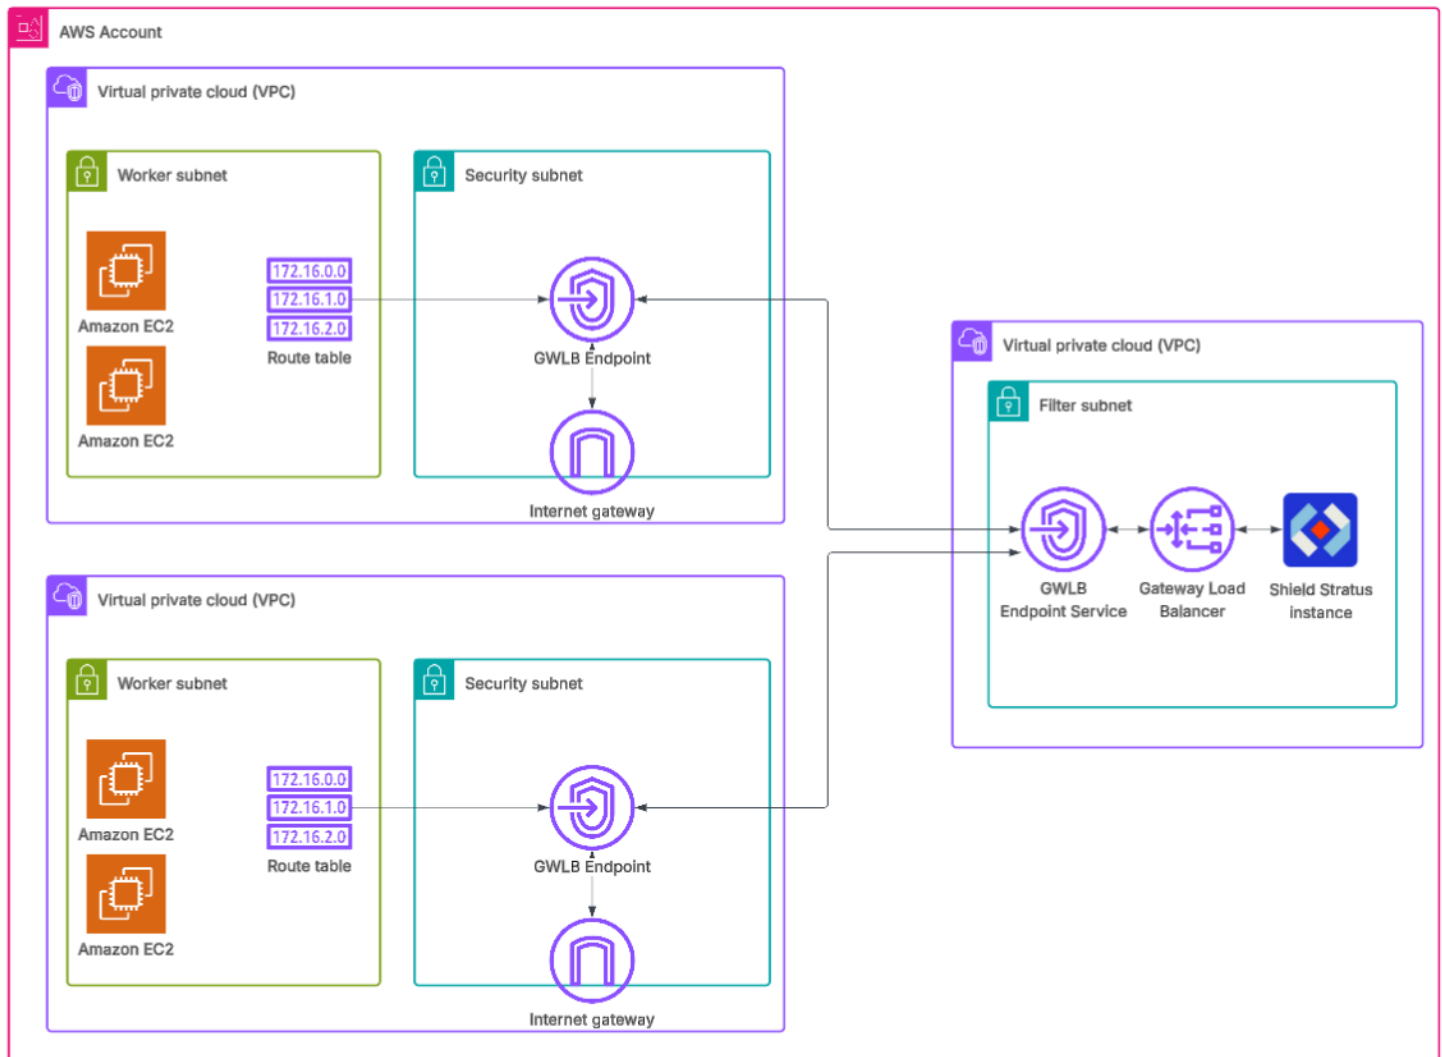 AWS Account
Virtual private cloud (VPC)
Worker subnet
Amazon EC2
Amazon EC2
172.16.0.0
172.16.1.0
172.16.2.0
Route table
Security subnet
GWLB Endpoint
Internet gateway
Virtual private cloud (VPC)
Worker subnet
Amazon EC2
Amazon EC2
172.16.0.0
172.16.1.0
172.16.2.0
Route table
Security subnet
GWLB Endpoint
Internet gateway
Virtual private cloud (VPC)
Filter subnet
GWLB
Endpoint Service
Gateway Load
Balancer
Shield Stratus
instance